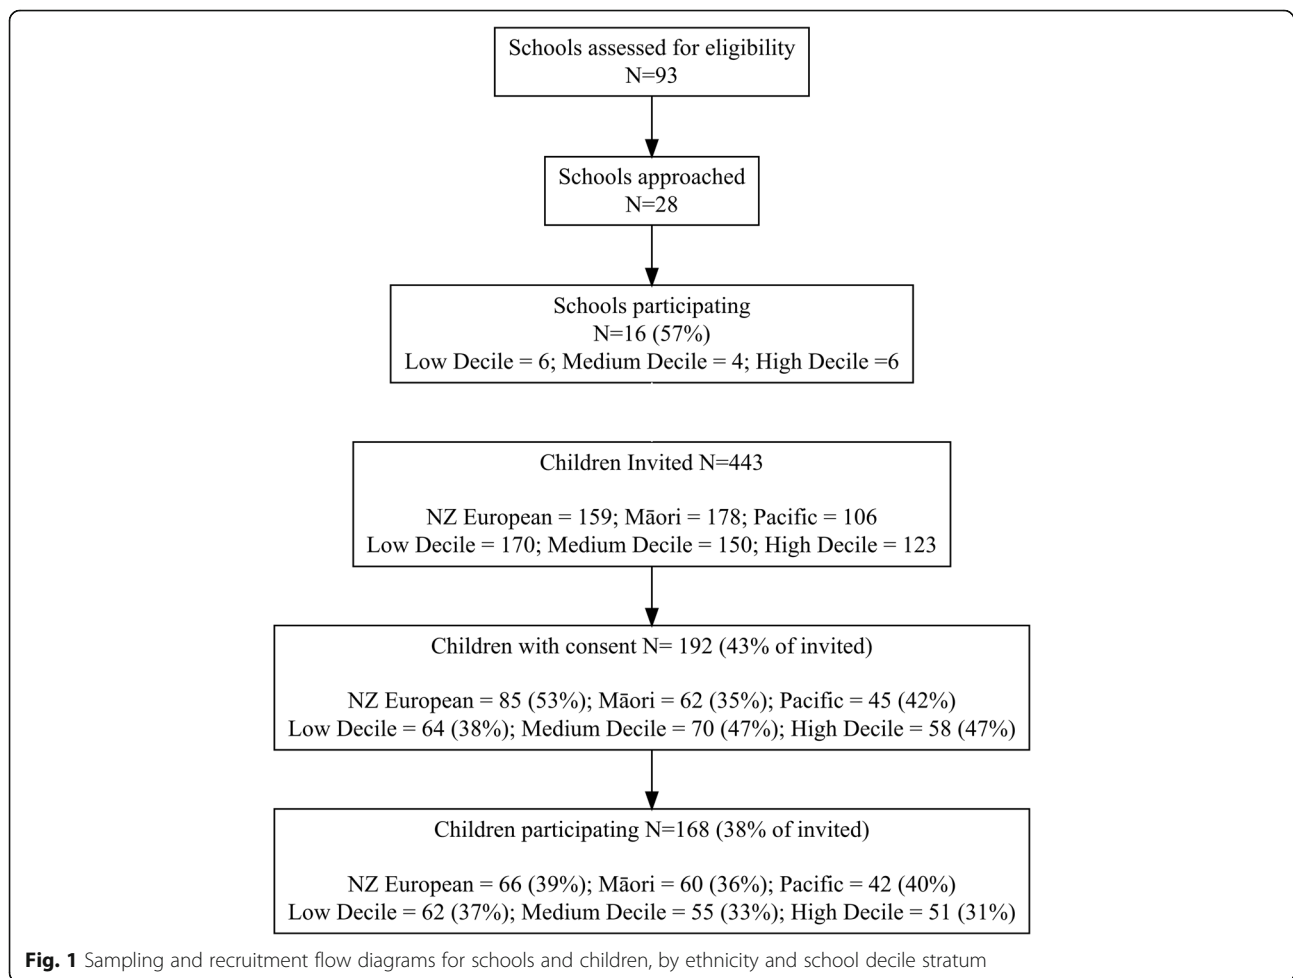 Schools assessed for eligibility
N=93
Schools approached
N=28
Schools participating
N=16 (57%)
Low Decile = 6; Medium Decile = 4; High Decile =6
Children Invited N=443
NZ European = 159; Māori = 178; Pacific = 106
Low Decile = 170; Medium Decile = 150; High Decile = 123
Children with consent N= 192 (43% of invited)
NZ European = 85 (53%); Māori = 62 (35%); Pacific = 45 (42%)
Low Decile = 64 (38%); Medium Decile = 70 (47%); High Decile = 58 (47%)
Children participating N=168 (38% of invited)
NZ European = 66 (39%); Māori = 60 (36%); Pacific = 42 (40%)
Low Decile = 62 (37%); Medium Decile = 55 (33%); High Decile = 51 (31%)
Fig. 1 Sampling and recruitment flow diagrams for schools and children, by ethnicity and school decile stratum